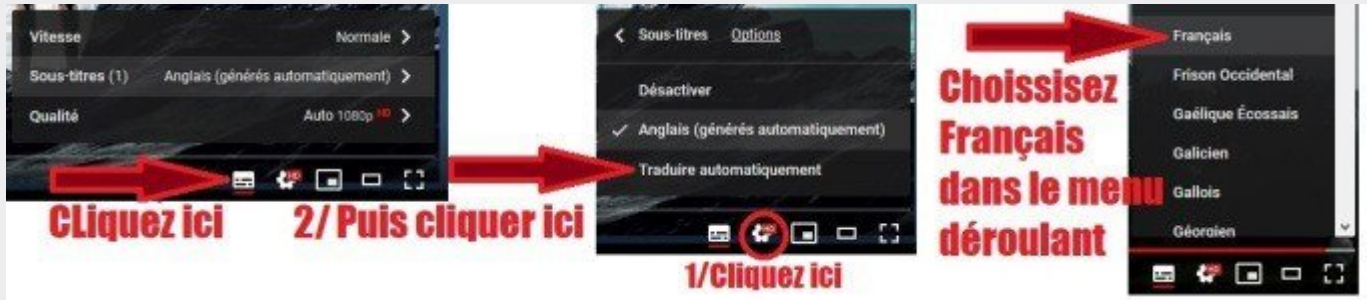 Vitesse Normale >
Sous-titres (1) Anglais (générés automatiquement) >
Qualité Auto 1080p HD >
CLiquez ici
< Sous-titres Options
Désactiver
✓ Anglais (générés automatiquement)
Traduire automatiquement
2/ Puis cliquer ici
HD
1/Cliquez ici
Choissisez
Français
dans le menu
déroulant
Français
Frison Occidental
Gaélique Écossais
Galicien
Gallois
Géorgien